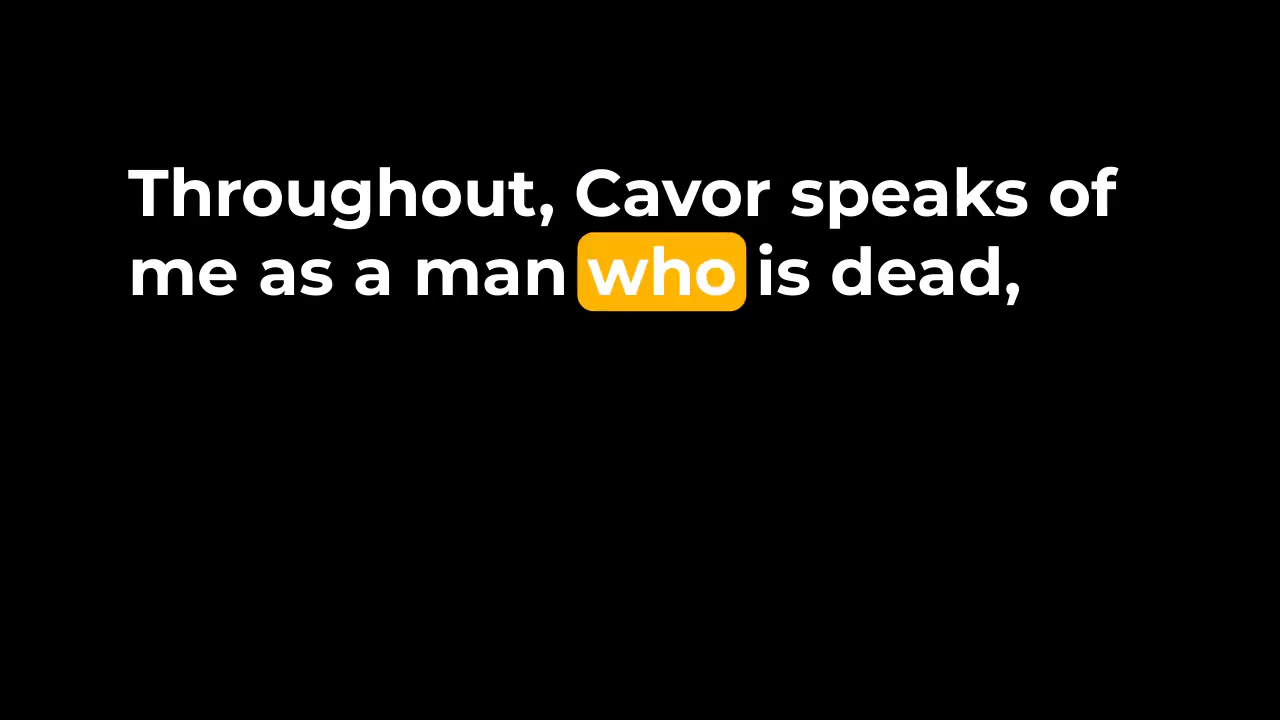 Throughout, Cavor speaks of
me as a man who is dead,